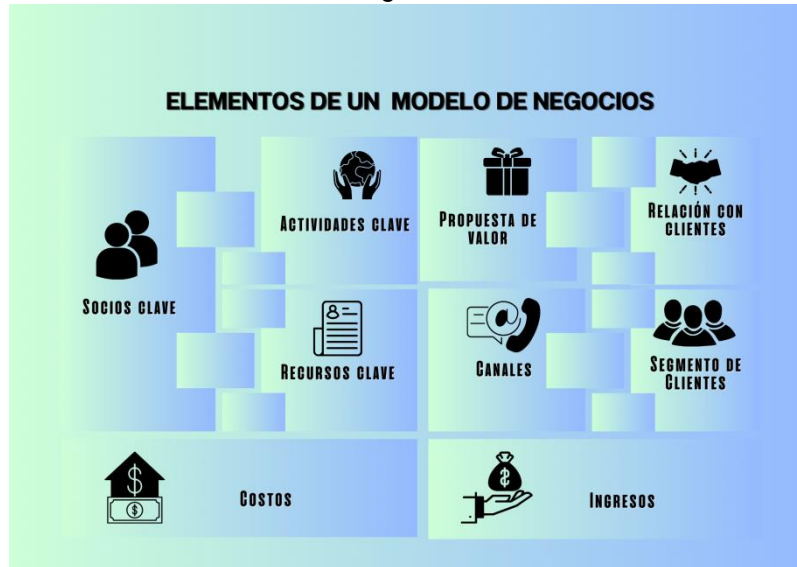 ELEMENTOS DE UN MODELO DE NEGOCIOS
SOCIOS CLAVE
ACTIVIDADES CLAVE
RECURSOS CLAVE
PROPUESTA DE
VALOR
CANALES
RELACIÓN CON
CLIENTES
SEGMENTO DE
CLIENTES
COSTOS
INGRESOS